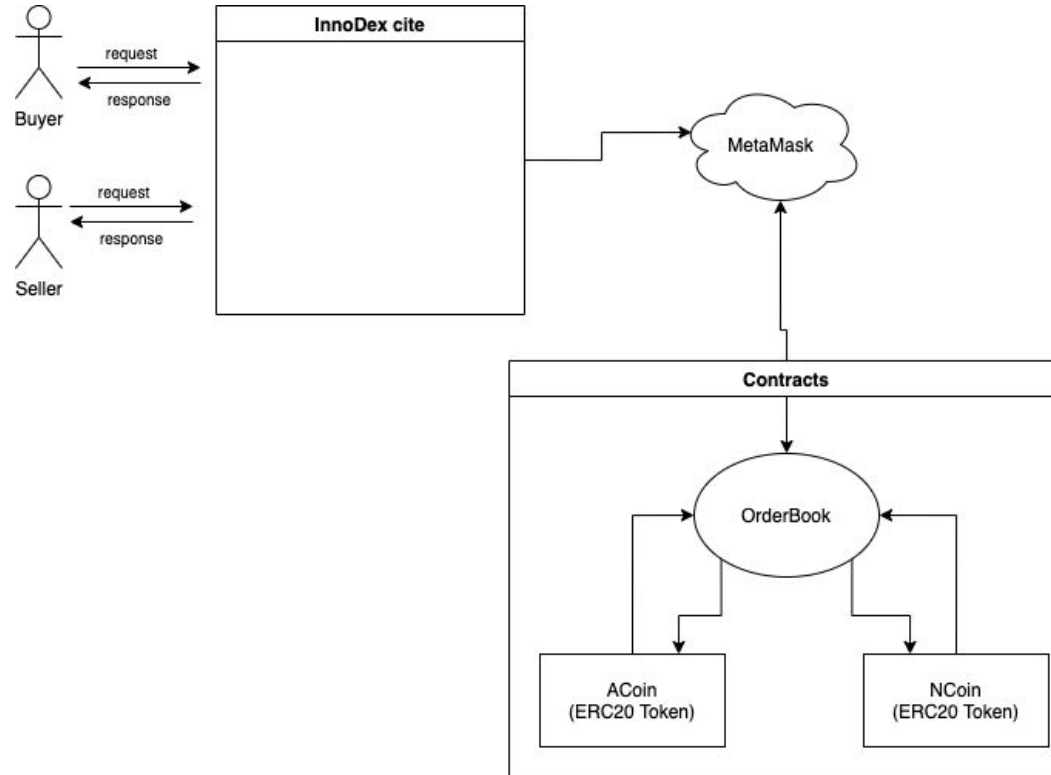 InnoDex cite
request
response
Buyer
MetaMask
request
response
Seller
Contracts
OrderBook
ACoin
(ERC20 Token)
NCoin
(ERC20 Token)